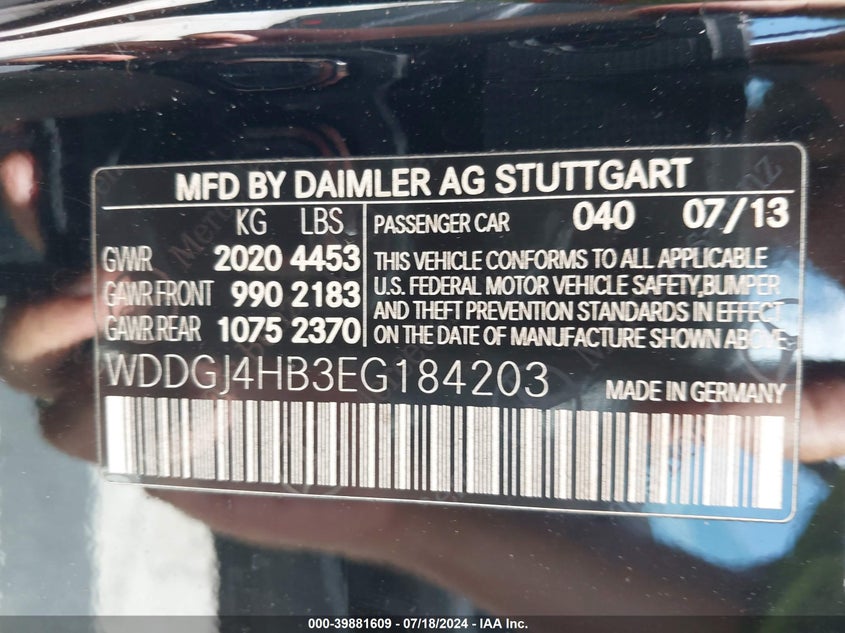 MFD BY DAIMLER AG STUTTGART
KG LBS
GVWR 2020 4453
GAWR FRONT 990 2183
GAWR REAR 1075 2370
PASSENGER CAR 040 07/13
THIS VEHICLE CONFORMS TO ALL APPLICABLE
U.S. FEDERAL MOTOR VEHICLE SAFETY,BUMPER
AND THEFT PREVENTION STANDARDS IN EFFECT
ON THE DATE OF MANUFACTURE SHOWN ABOVE.
WDDGJ4HB3EG184203 MADE IN GERMANY
000-39881609 / 07/18/2024 / IAA Inc.